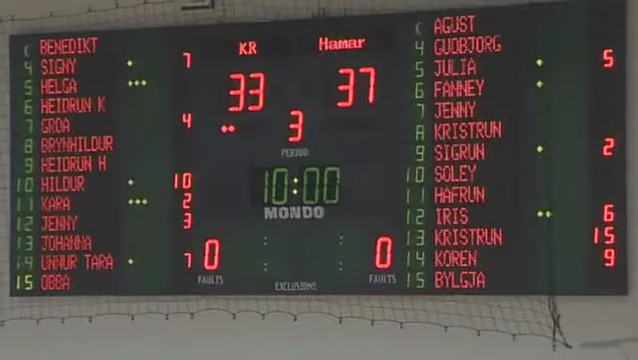 KR Hamar
33 37
3
PERIOD
10:00
MONDO
0 0
FAULTS FAULTS
EXCLUSIONS
C BENEDIKT
4 SIGNY 7
5 HELGA
6 HEIDRUN K
7 GROA 4
8 BRYNHILDUR
9 HEIDRUN H
10 HILDUR 10
11 KARA 2
12 JENNY 3
13 JOHANNA
14 UNNUR TARA 7
15 OBBA
C AGUST
4 GUDBJORG 5
5 JULIA
6 FANNEY
7 JENNY
8 KRISTRUN
9 SIGRUN 2
10 SOLEY
11 HAFRUN
12 IRIS 6
13 KRISTRUN 15
14 KOREN 9
15 BYLGJA